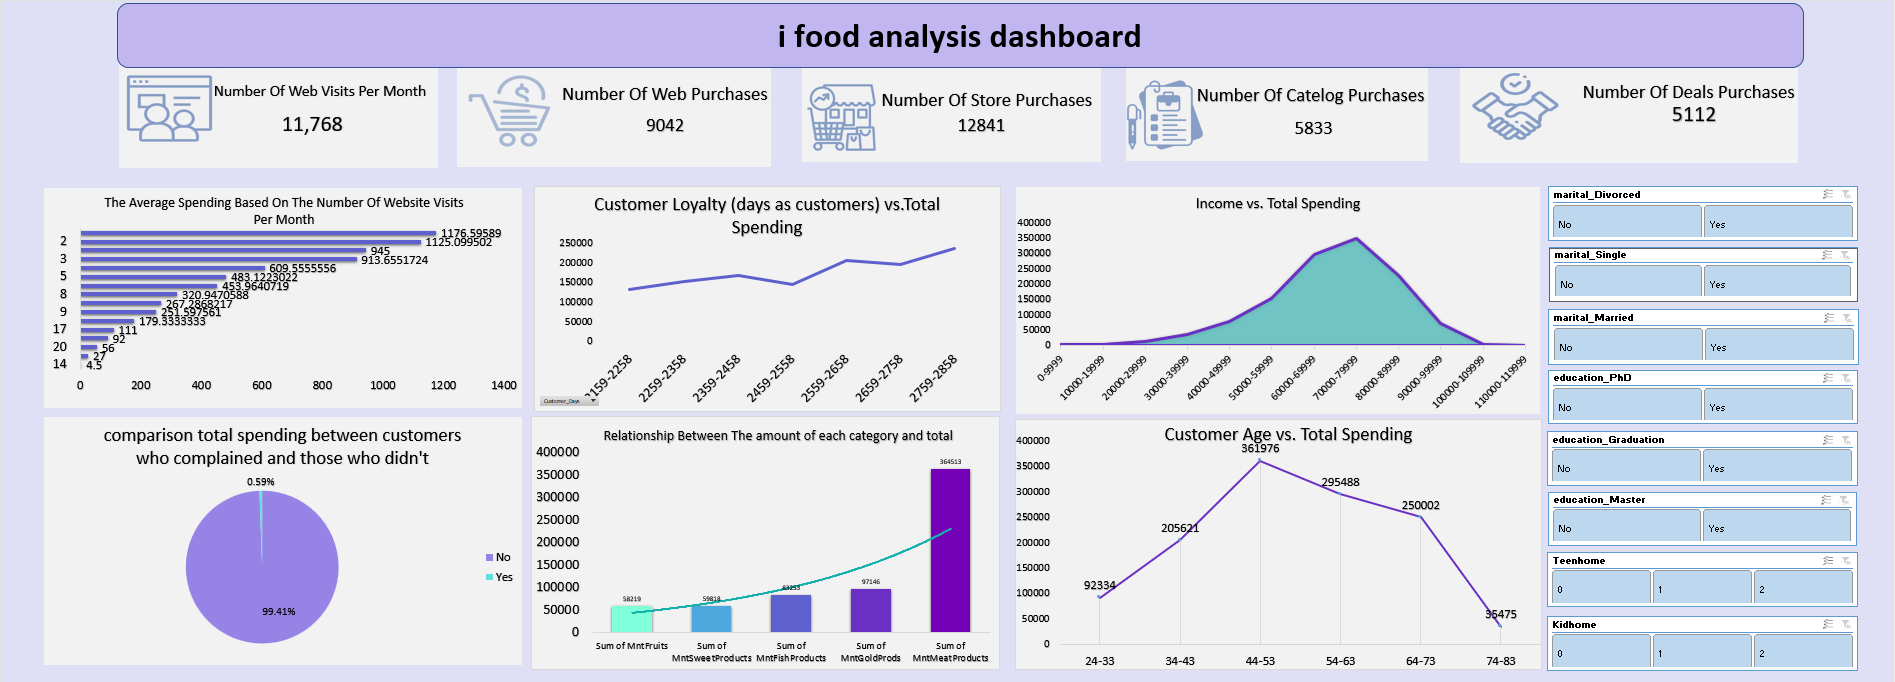 i food analysis dashboard
Number Of Web Visits Per Month
11,768
Number Of Web Purchases
9042
Number Of Store Purchases
12841
Number Of Catelog Purchases
5833
Number Of Deals Purchases
5112
The Average Spending Based On The Number Of Website Visits
Per Month
1176.59589
2
1125.099502
945
3
913.6551724
609.5555556
5
483.1223022
453.9640719
8
320.9470588
267.2868217
9
251.597561
179.3333333
17
111
92
20
56
27
14
4.5
0 200 400 600 800 1000 1200 1400
Customer Loyalty (days as customers) vs.Total
Spending
250000
200000
150000
100000
50000
0
2159-2258
2259-2358
2359-2458
2459-2558
2559-2658
2659-2758
2759-2858
Customer_Days
Income vs. Total Spending
400000
350000
300000
250000
200000
150000
100000
50000
0
0-9999
10000-19999
20000-29999
30000-39999
40000-49999
50000-59999
60000-69999
70000-79999
80000-89999
90000-99999
100000-109999
110000-119999
comparison total spending between customers
who complained and those who didn't
0.59%
99.41%
No
Yes
Relationship Between The amount of each category and total
400000
350000
300000
250000
200000
150000
100000
50000
0
58219
59818
83253
97146
364513
Sum of MntFruits
Sum of
MntSweetProducts
Sum of
MntFishProducts
Sum of
MntGoldProds
Sum of
MntMeatProducts
Customer Age vs. Total Spending
400000
350000
300000
250000
200000
150000
100000
50000
0
92334
205621
361976
295488
250002
35475
24-33 34-43 44-53 54-63 64-73 74-83
marital_Divorced
No Yes
marital_Single
No Yes
marital_Married
No Yes
education_PhD
No Yes
education_Graduation
No Yes
education_Master
No Yes
Teenhome
0 1 2
Kidhome
0 1 2